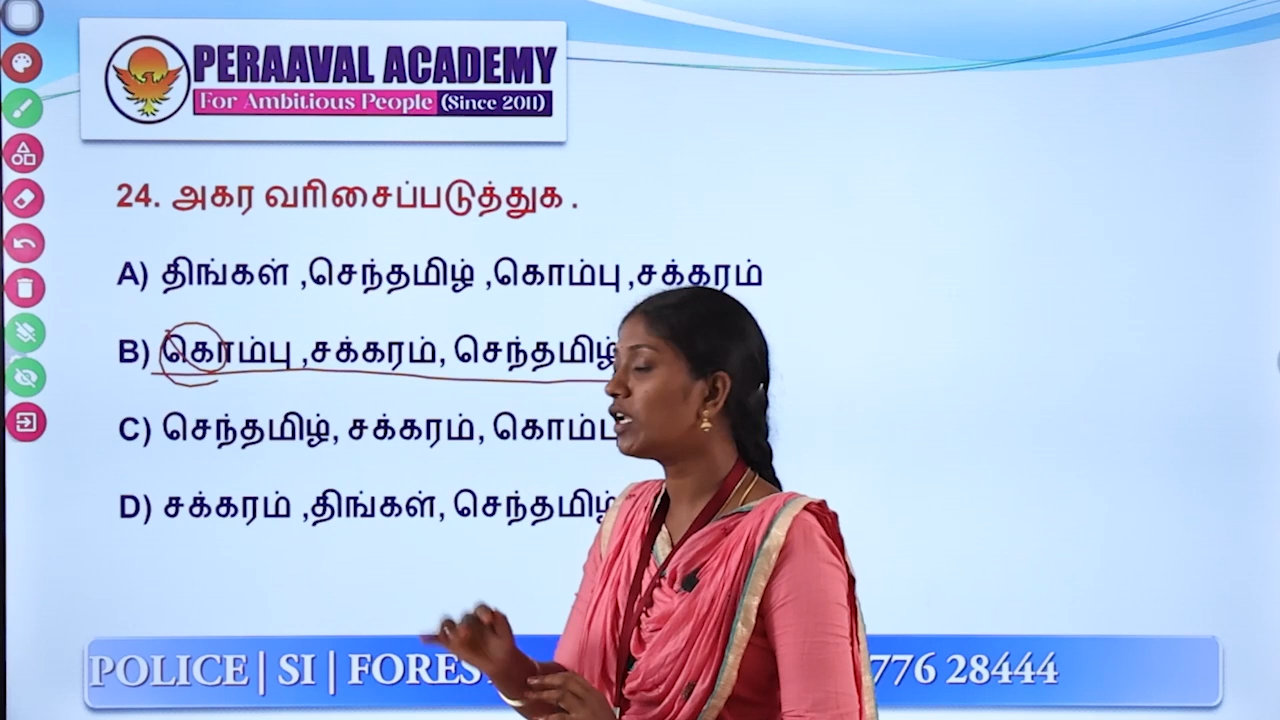 PERAAVAL ACADEMY
For Ambitious People (Since 2011)
24. அகர வரிசைப்படுத்துக .
A) திங்கள் ,செந்தமிழ் ,கொம்பு ,சக்கரம்
B) கொம்பு ,சக்கரம், செந்தமிழ்
C) செந்தமிழ், சக்கரம், கொம்பு
D) சக்கரம் ,திங்கள், செந்தமிழ்
POLICE | SI | 776 28444